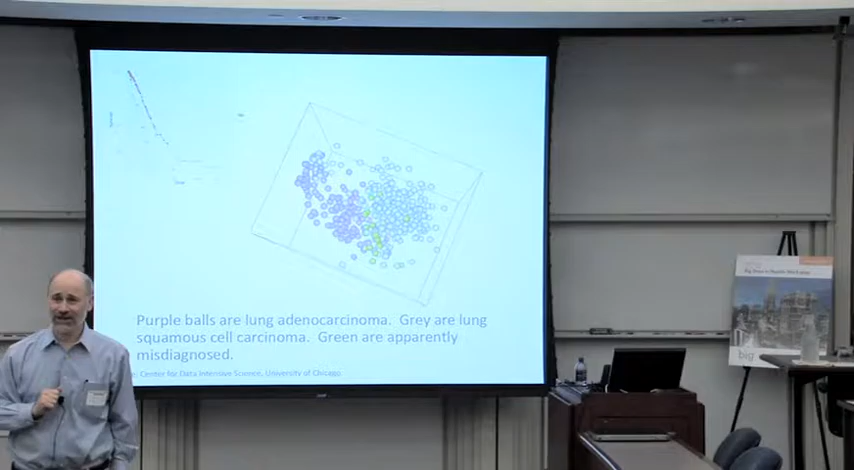 Purple balls are lung adenocarcinoma. Grey are lung
squamous cell carcinoma. Green are apparently
misdiagnosed.
Center for Data Intensive Science, University of Chicago
big